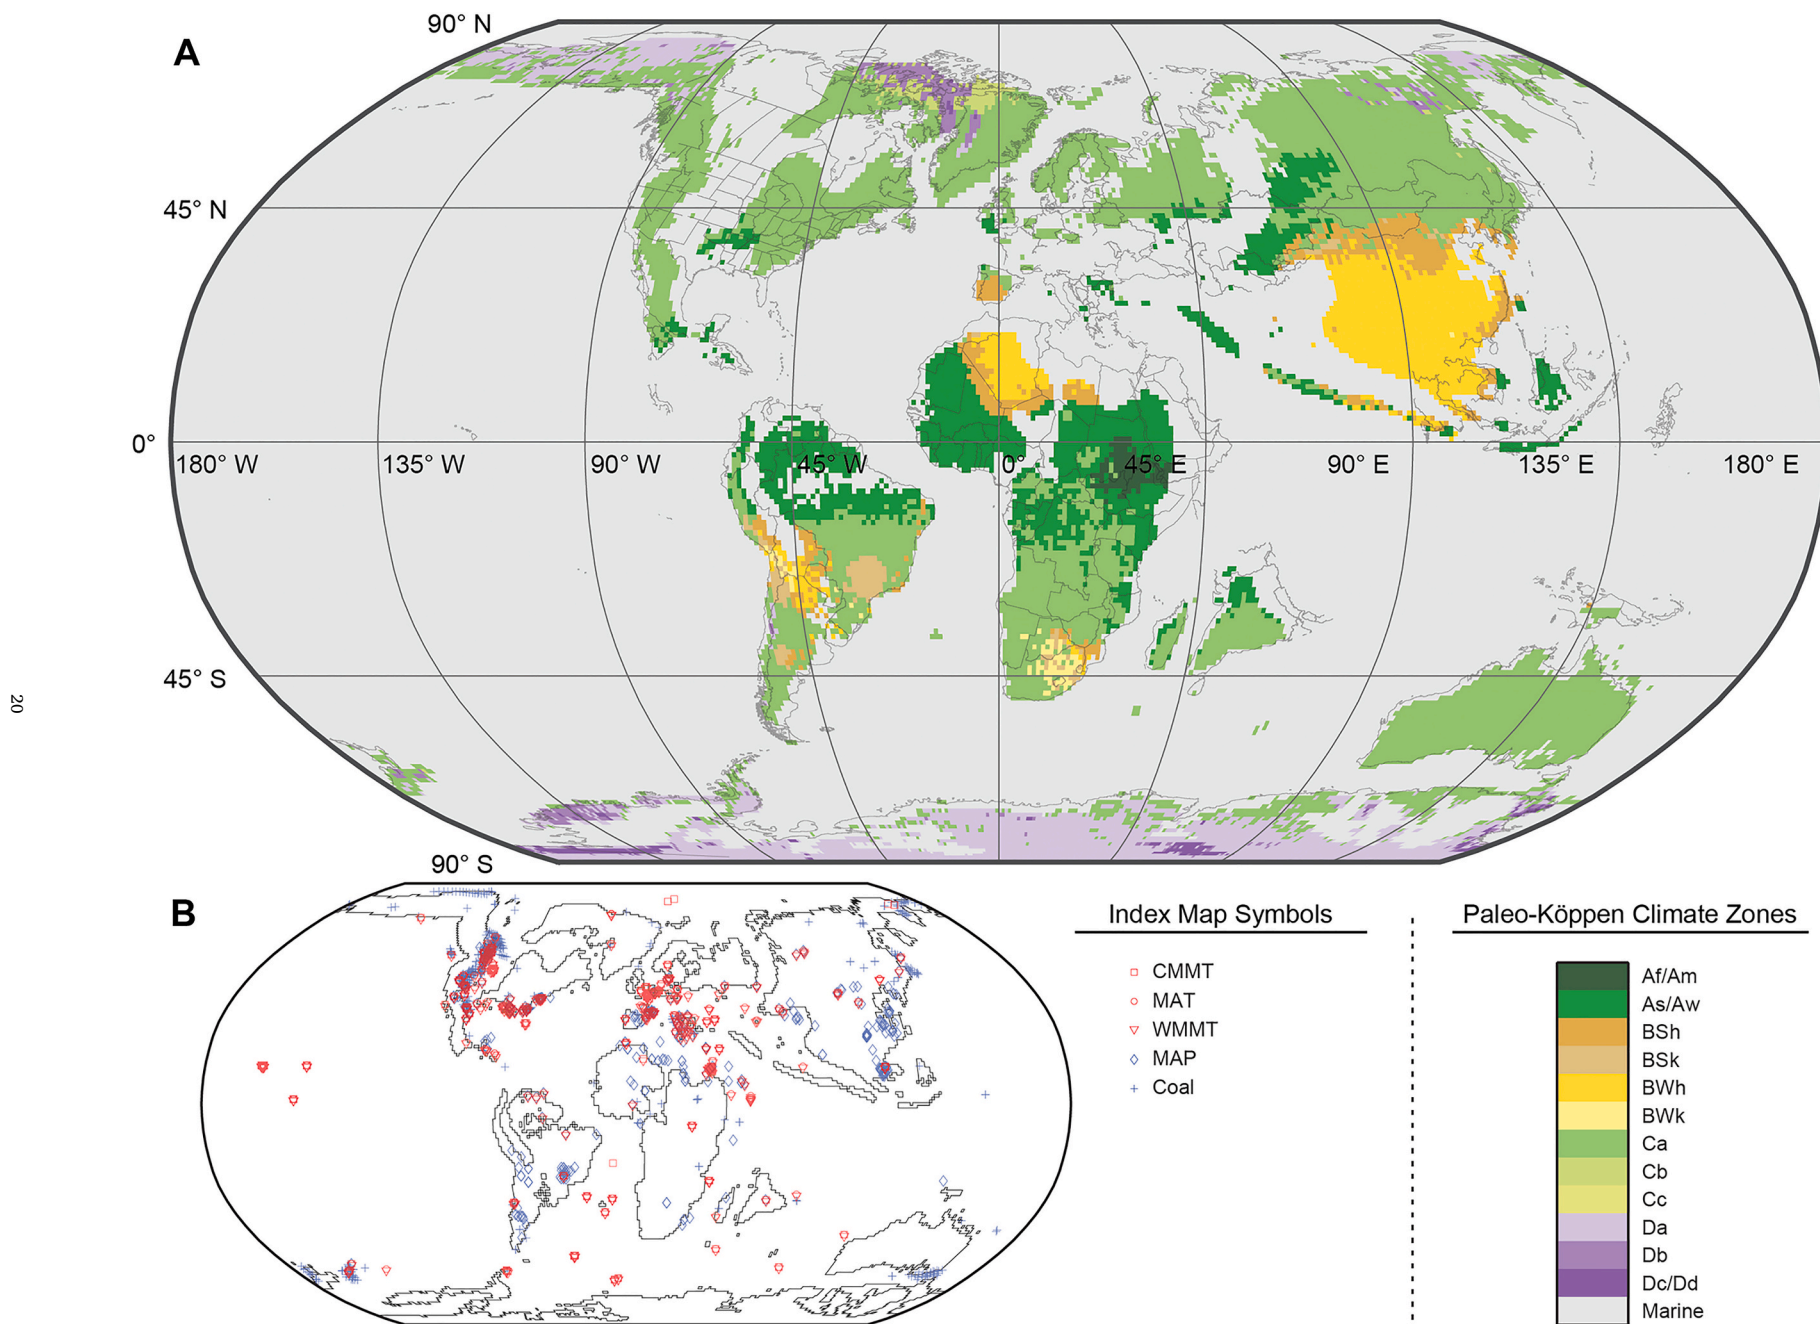 90° N
A
45° N
0°
180° W
135° W
90° W
45° W
0°
45° E
90° E
135° E
180° E
45° S
20
90° S
B
Index Map Symbols
CMMT
MAT
WMMT
MAP
Coal
Paleo-Köppen Climate Zones
Af/Am
As/Aw
BSh
BSk
BWh
BWk
Ca
Cb
Cc
Da
Db
Dc/Dd
Marine